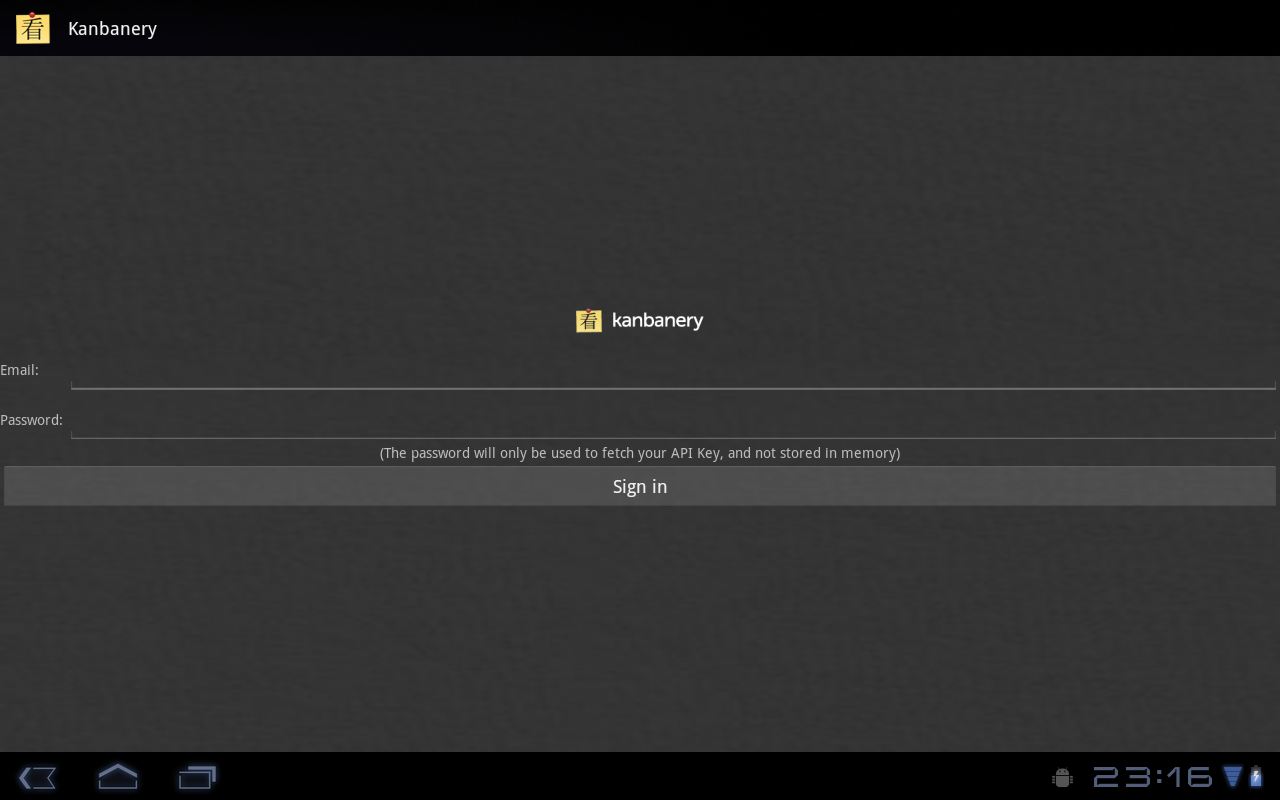 看 Kanbanery
看 kanbanery
Email:
Password:
(The password will only be used to fetch your API Key, and not stored in memory)
Sign in
23:16